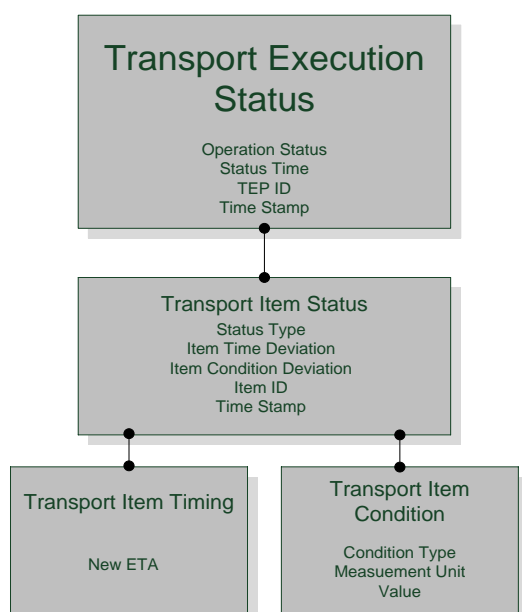 Transport Execution
Status
Operation Status
Status Time
TEP ID
Time Stamp
Transport Item Status
Status Type
Item Time Deviation
Item Condition Deviation
Item ID
Time Stamp
Transport Item Timing
New ETA
Transport Item
Condition
Condition Type
Measuement Unit
Value